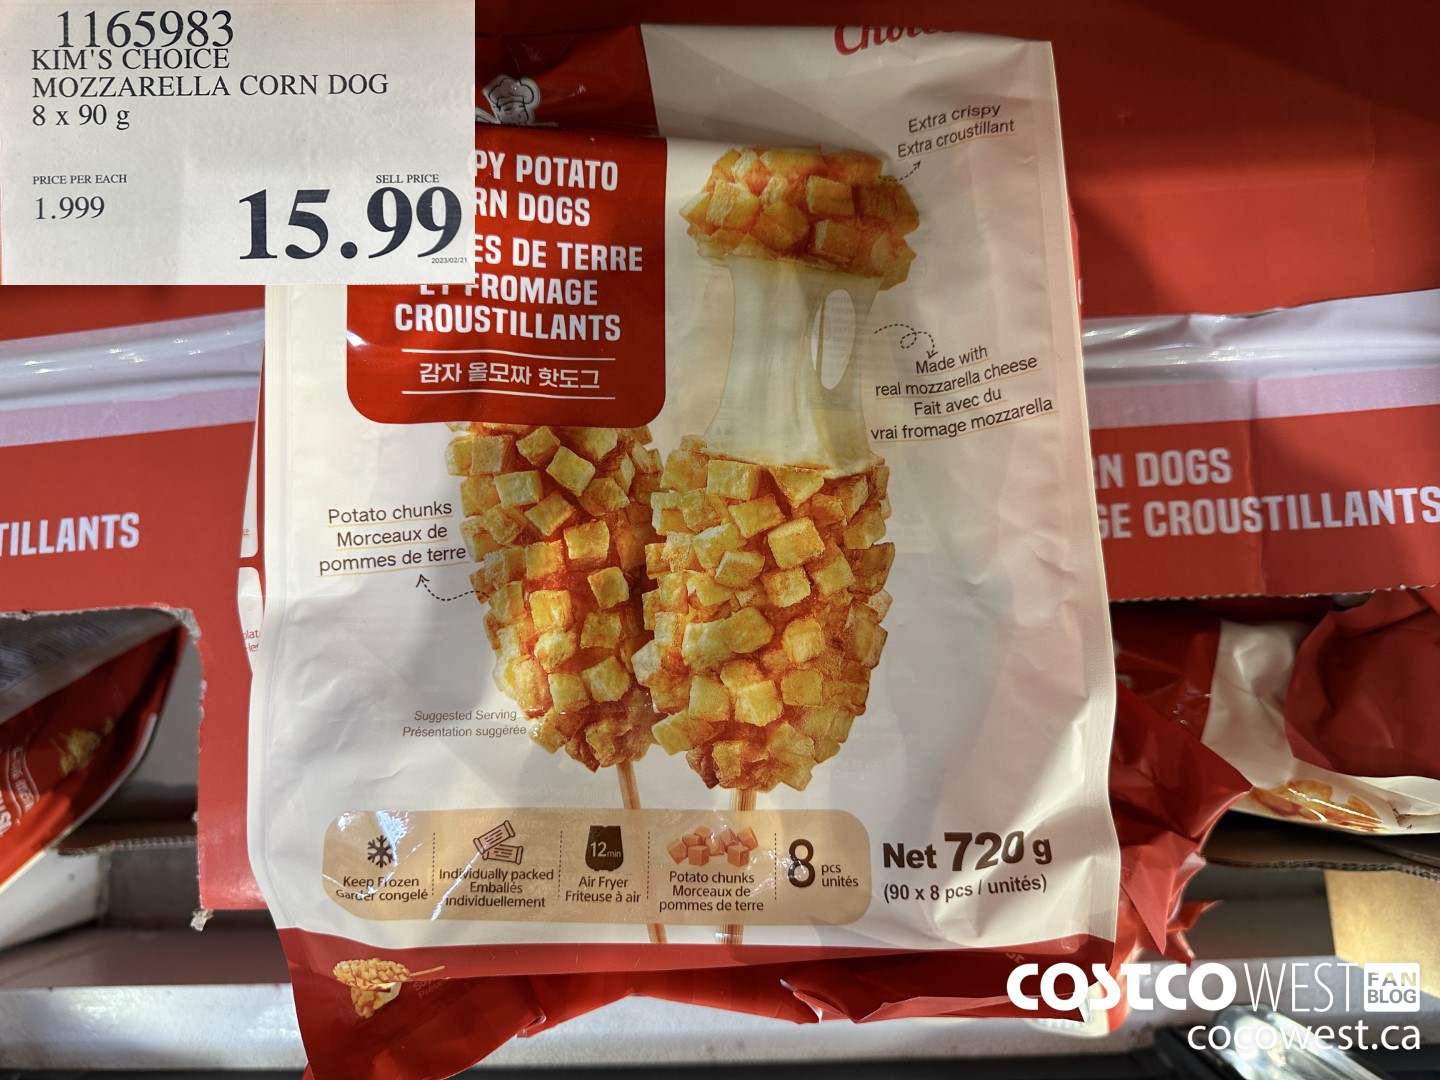 1165983
KIM'S CHOICE
MOZZARELLA CORN DOG
8 x 90 g
PRICE PER EACH
1.999
SELL PRICE
15.99
2023/02/21
PY POTATO
RN DOGS
ES DE TERRE
ET FROMAGE
CROUSTILLANTS
감자 올모짜 핫도그
Extra crispy
Extra croustillant
Made with
real mozzarella cheese
Fait avec du
vrai fromage mozzarella
Potato chunks
Morceaux de
pommes de terre
Suggested Serving
Présentation suggérée
Keep Frozen
Garder congelé
Individually packed
Emballés
individuellement
12min
Air Fryer
Friteuse à air
Potato chunks
Morceaux de
pommes de terre
8 pcs
unités
Net 720 g
(90 x 8 pcs / unités)
TILLANTS
N DOGS
GE CROUSTILLANTS
COSTCO WEST FAN BLOG
cocowest.ca